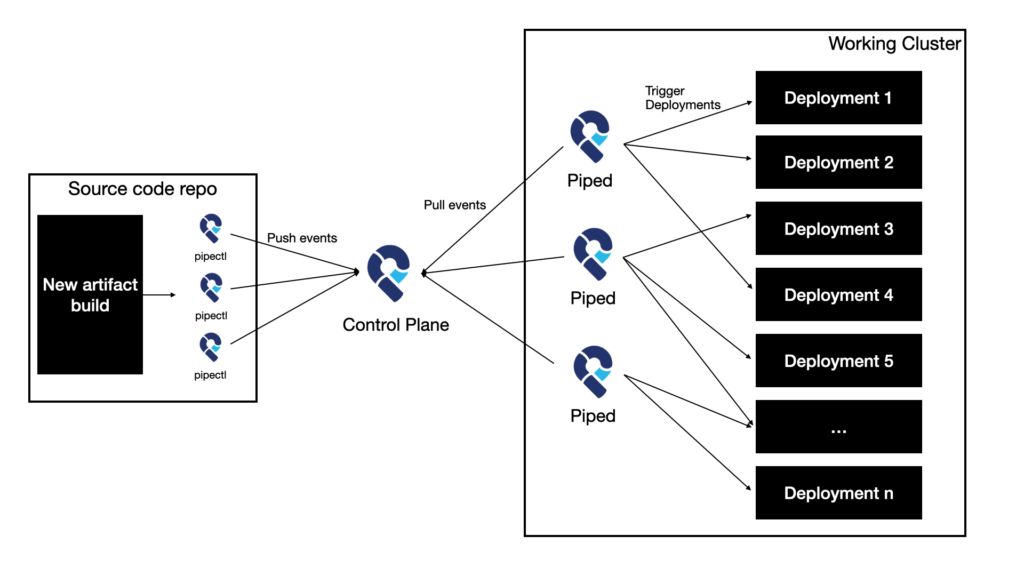 Working Cluster
Trigger
Deployments
Deployment 1
Deployment 2
Deployment 3
Deployment 4
Deployment 5
...
Deployment n
Piped
Piped
Piped
Pull events
Source code repo
New artifact
build
pipectl
pipectl
pipectl
Push events
Control Plane